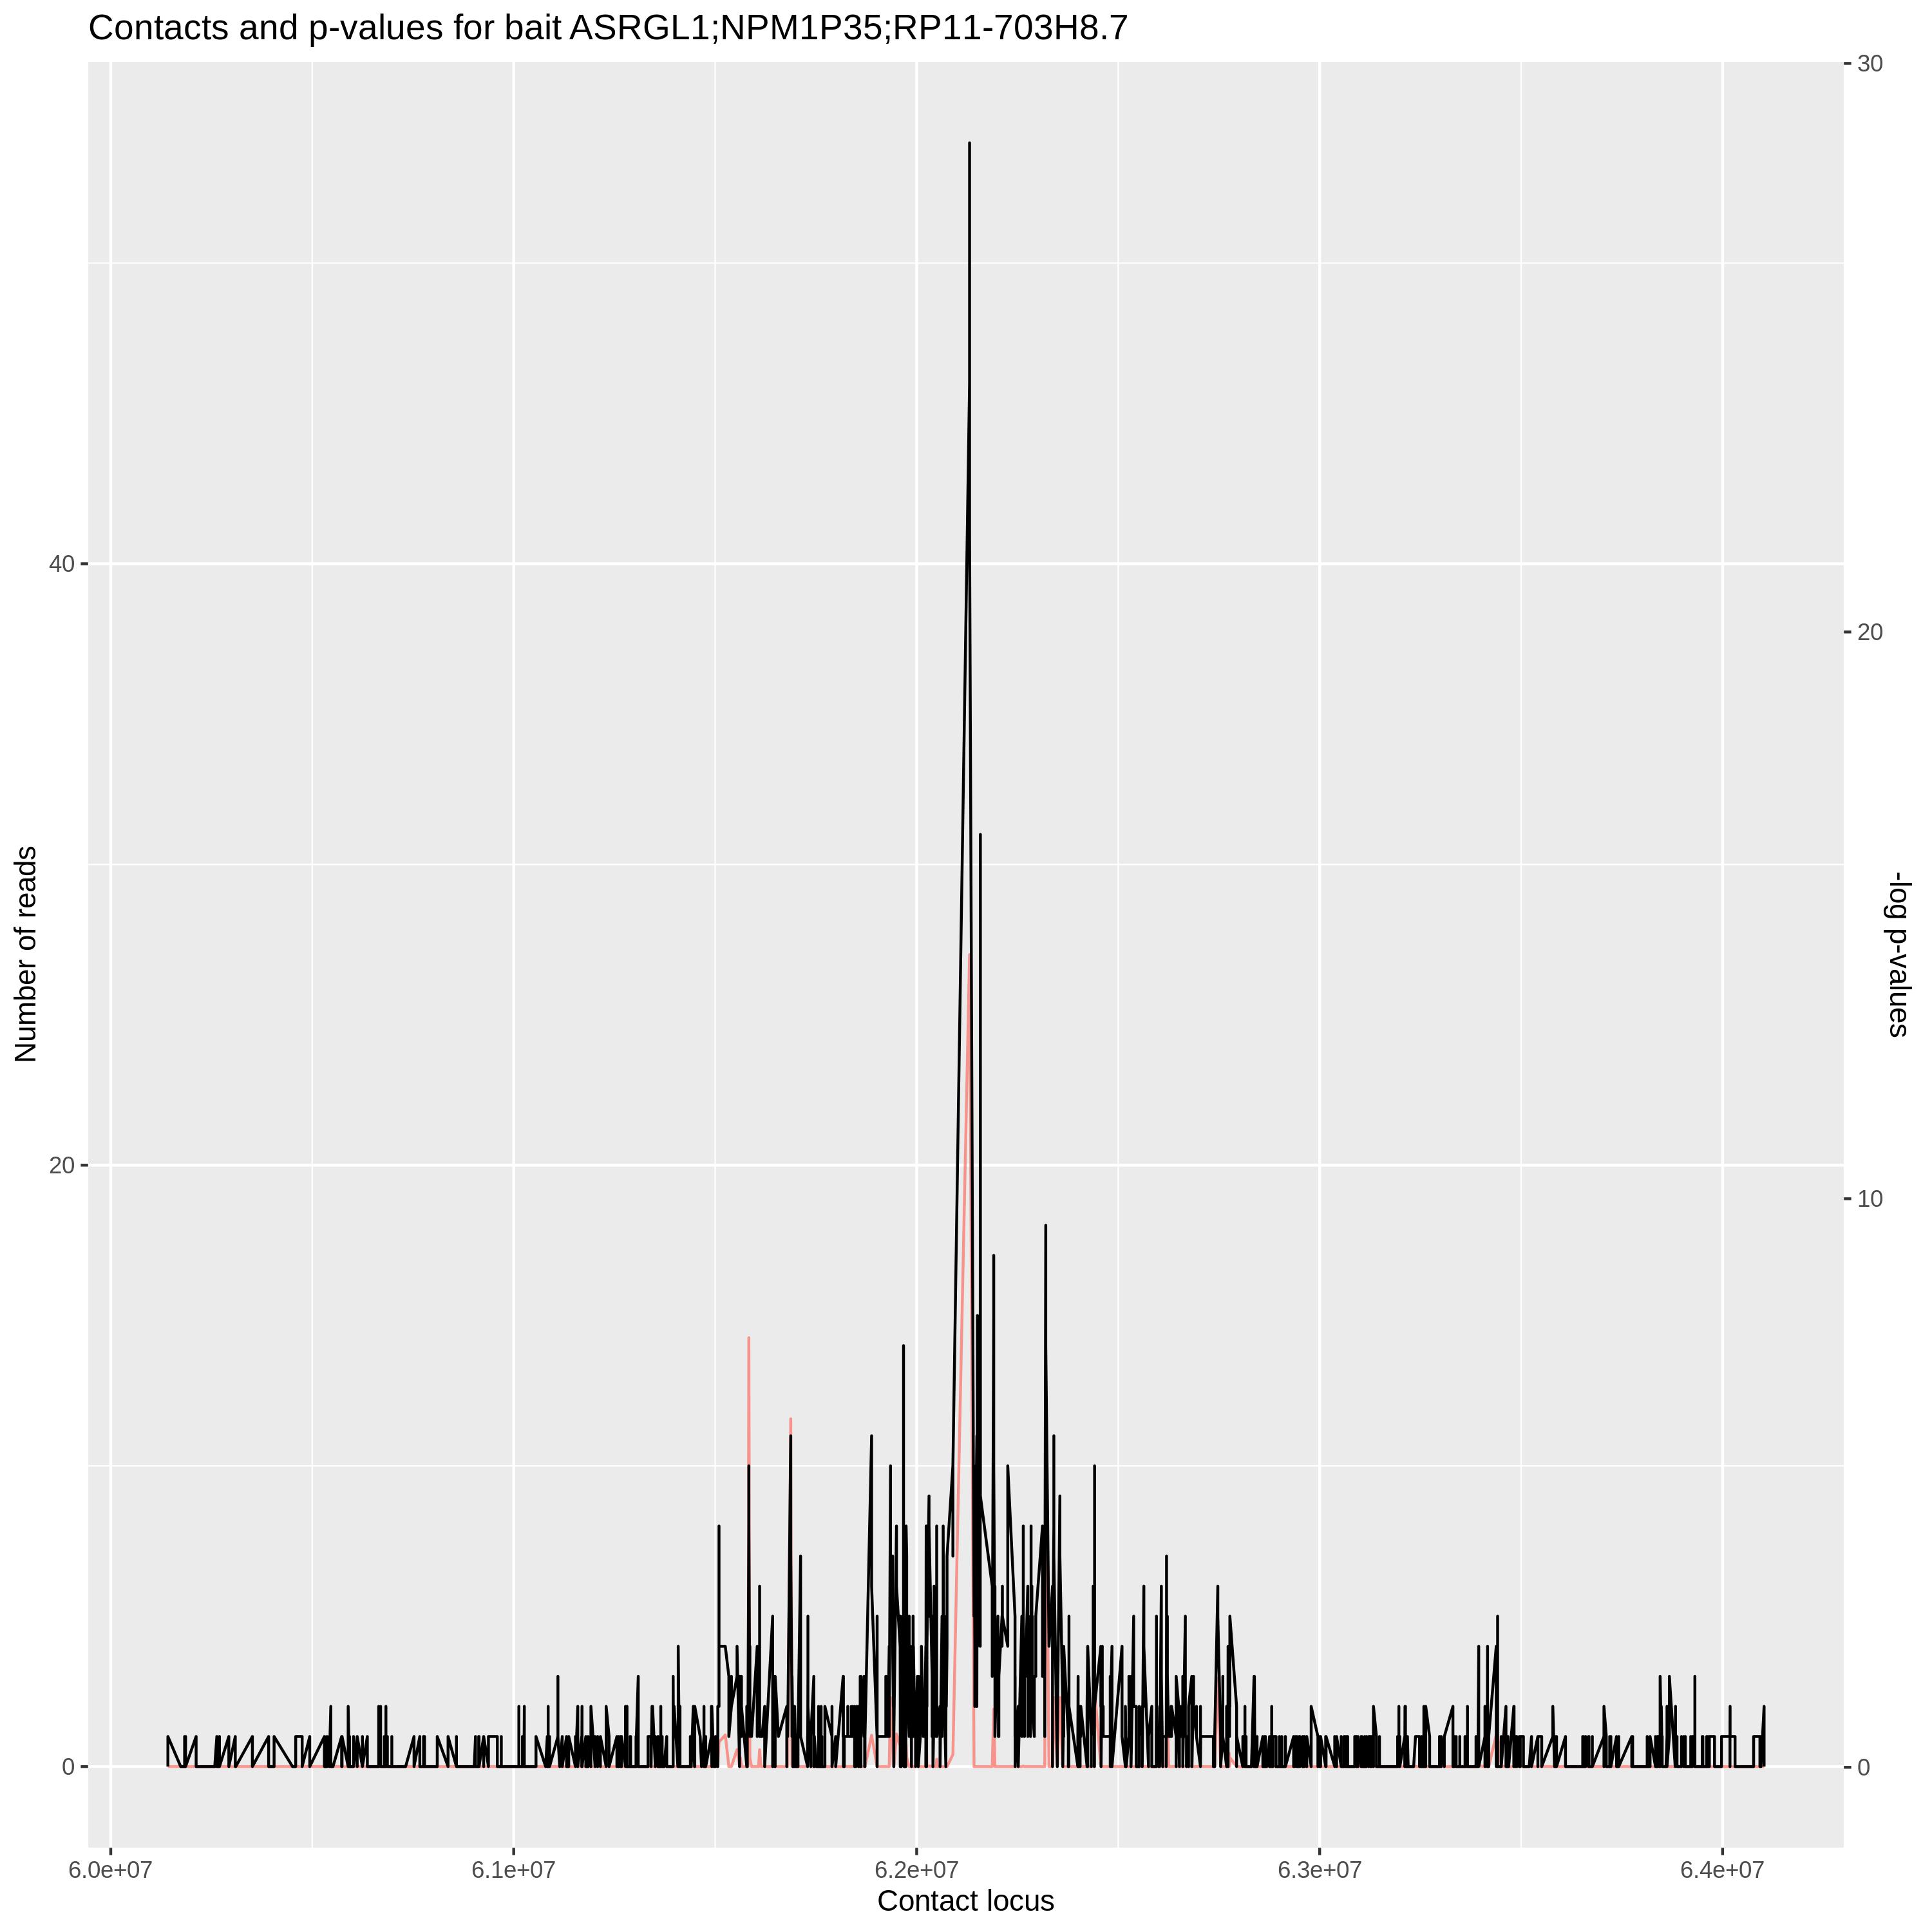 Contacts and p-values for bait ASRGL1;NPM1P35;RP11-703H8.7
30
40
20
Number of reads
-log p-values
20
10
0
0
6.0e+07
6.1e+07
6.2e+07
6.3e+07
6.4e+07
Contact locus